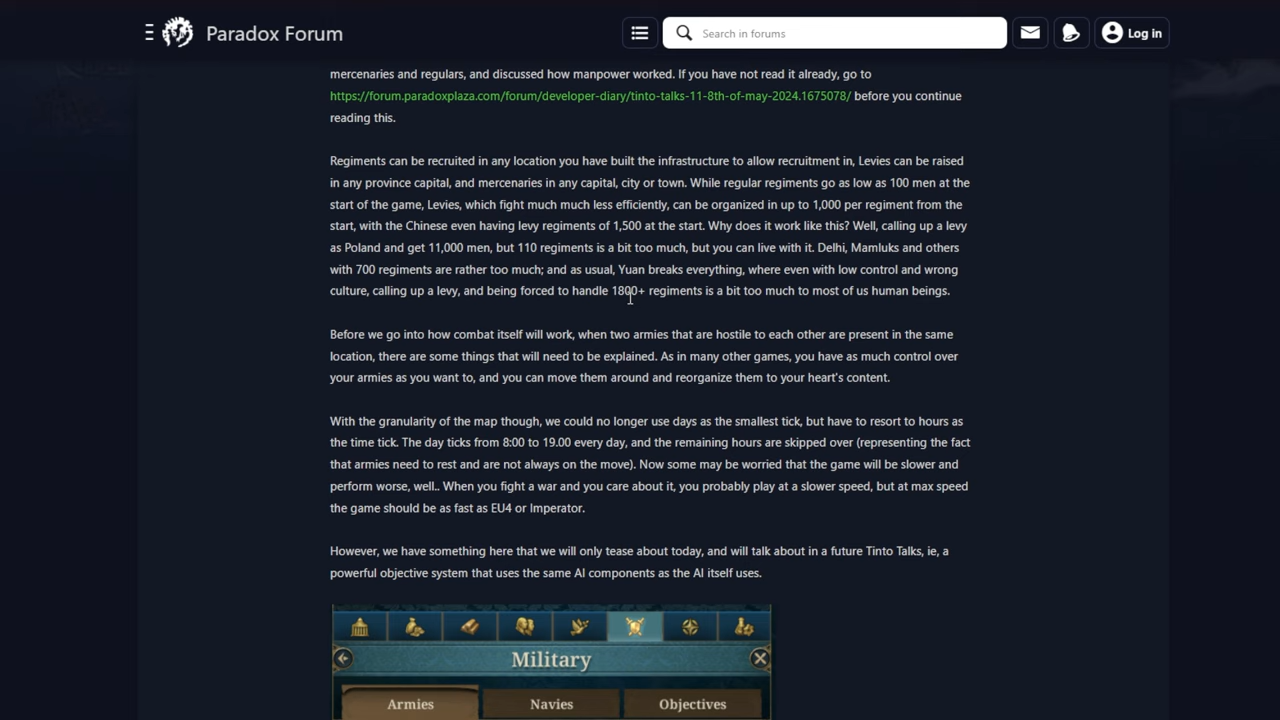 Paradox Forum
Search in forums
Log in
mercenaries and regulars, and discussed how manpower worked. If you have not read it already, go to
https://forum.paradoxplaza.com/forum/developer-diary/tinto-talks-11-8th-of-may-2024.1675078/ before you continue
reading this.
Regiments can be recruited in any location you have built the infrastructure to allow recruitment in, Levies can be raised
in any province capital, and mercenaries in any capital, city or town. While regular regiments go as low as 100 men at the
start of the game, Levies, which fight much much less efficiently, can be organized in up to 1,000 per regiment from the
start, with the Chinese even having levy regiments of 1,500 at the start. Why does it work like this? Well, calling up a levy
as Poland and get 11,000 men, but 110 regiments is a bit too much, but you can live with it. Delhi, Mamluks and others
with 700 regiments are rather too much; and as usual, Yuan breaks everything, where even with low control and wrong
culture, calling up a levy, and being forced to handle 1800+ regiments is a bit too much to most of us human beings.
Before we go into how combat itself will work, when two armies that are hostile to each other are present in the same
location, there are some things that will need to be explained. As in many other games, you have as much control over
your armies as you want to, and you can move them around and reorganize them to your heart's content.
With the granularity of the map though, we could no longer use days as the smallest tick, but have to resort to hours as
the time tick. The day ticks from 8:00 to 19.00 every day, and the remaining hours are skipped over (representing the fact
that armies need to rest and are not always on the move). Now some may be worried that the game will be slower and
perform worse, well.. When you fight a war and you care about it, you probably play at a slower speed, but at max speed
the game should be as fast as EU4 or Imperator.
However, we have something here that we will only tease about today, and will talk about in a future Tinto Talks, ie, a
powerful objective system that uses the same AI components as the AI itself uses.
Military
Armies
Navies
Objectives